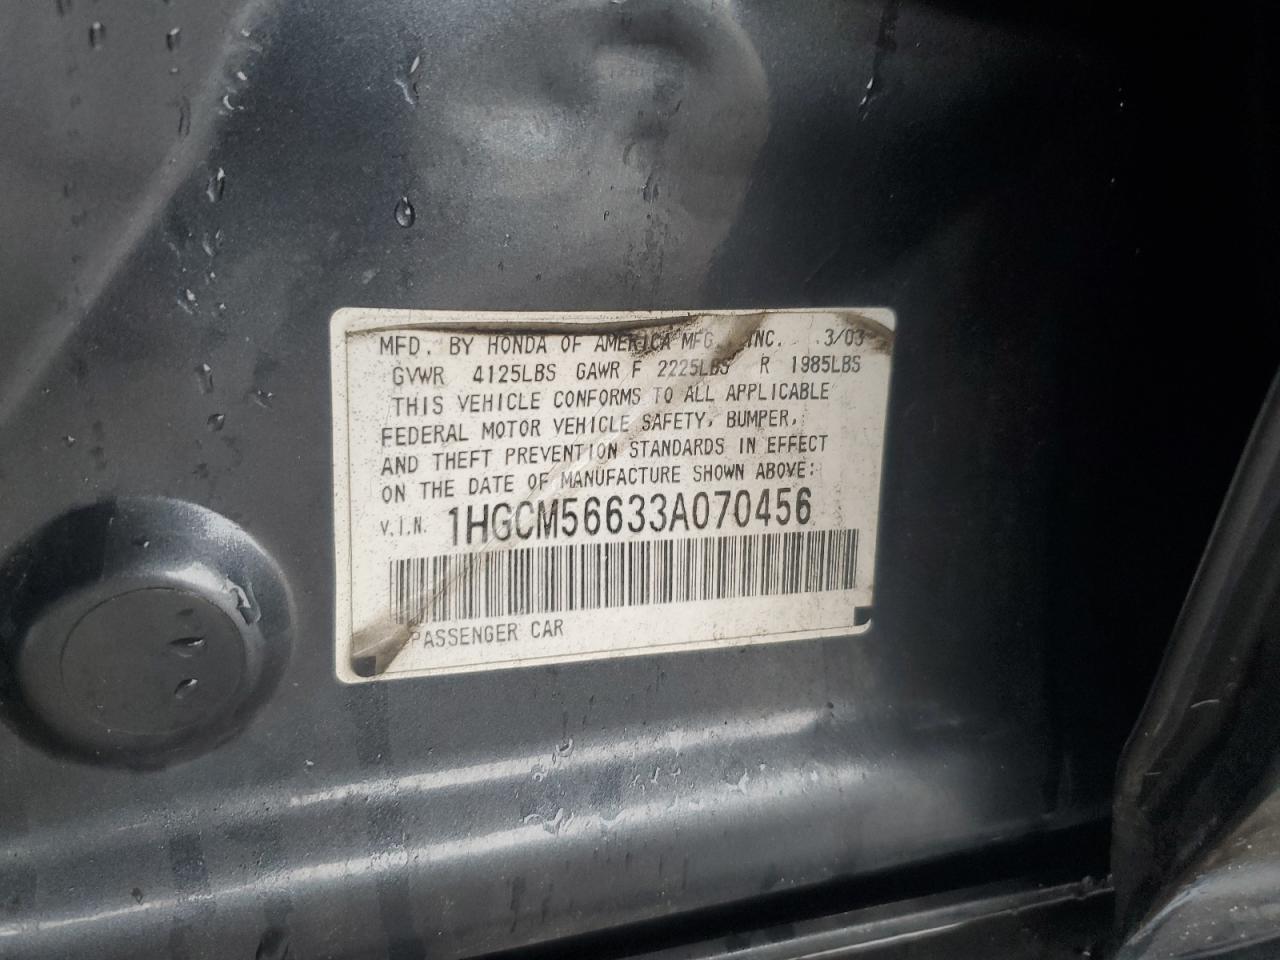 MFD. BY HONDA OF AMERICA MFG., INC. 3/03
GVWR 4125LBS GAWR F 2225LBS R 1985LBS
THIS VEHICLE CONFORMS TO ALL APPLICABLE
FEDERAL MOTOR VEHICLE SAFETY, BUMPER,
AND THEFT PREVENTION STANDARDS IN EFFECT
ON THE DATE OF MANUFACTURE SHOWN ABOVE:
V.I.N. 1HGCM56633A070456
PASSENGER CAR